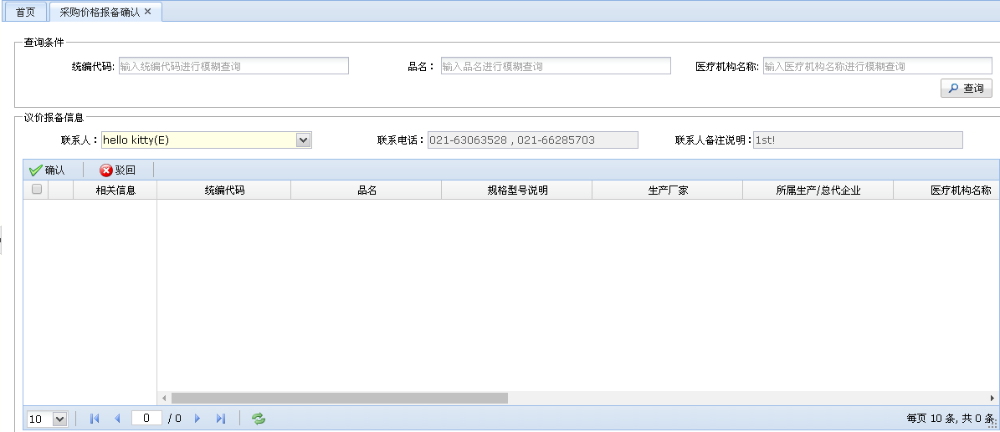 首页 采购价格报备确认
查询条件
统编代码: 输入统编代码进行模糊查询 品名： 输入品名进行模糊查询 医疗机构名称: 输入医疗机构名称进行模糊查询
查询
议价报备信息
联系人： hello kitty(E) 联系电话： 021-63063528 , 021-66285703 联系人备注说明： 1st!
确认 驳回
相关信息 统编代码 品名 规格型号说明 生产厂家 所属生产/总代企业 医疗机构名称
10 0 / 0 每页 10 条, 共 0 条